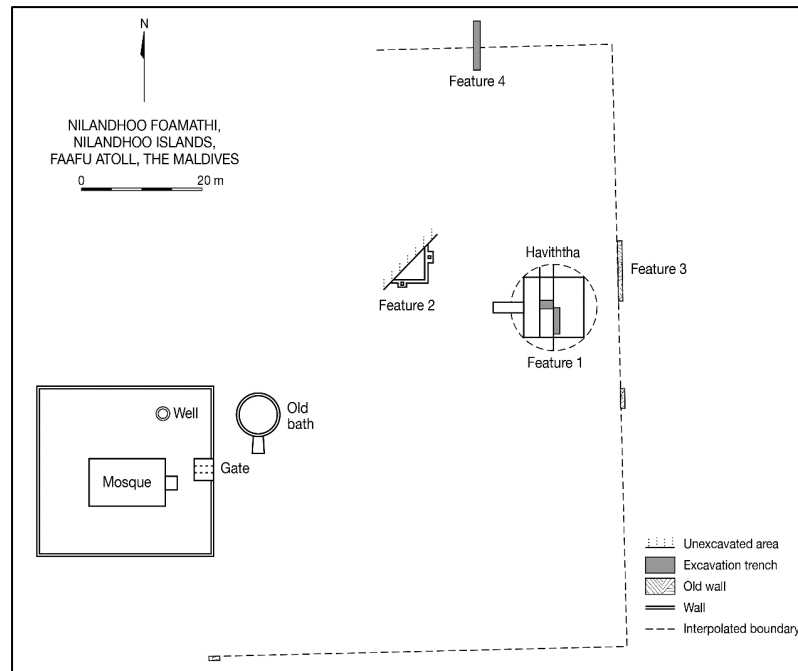 N
Feature 4
NILANDHOO FOAMATHI,
NILANDHOO ISLANDS,
FAAFU ATOLL, THE MALDIVES
0 20 m
Haviththa
Feature 3
Feature 2
Feature 1
Well
Old
bath
Gate
Mosque
Unexcavated area
Excavation trench
Old wall
Wall
Interpolated boundary